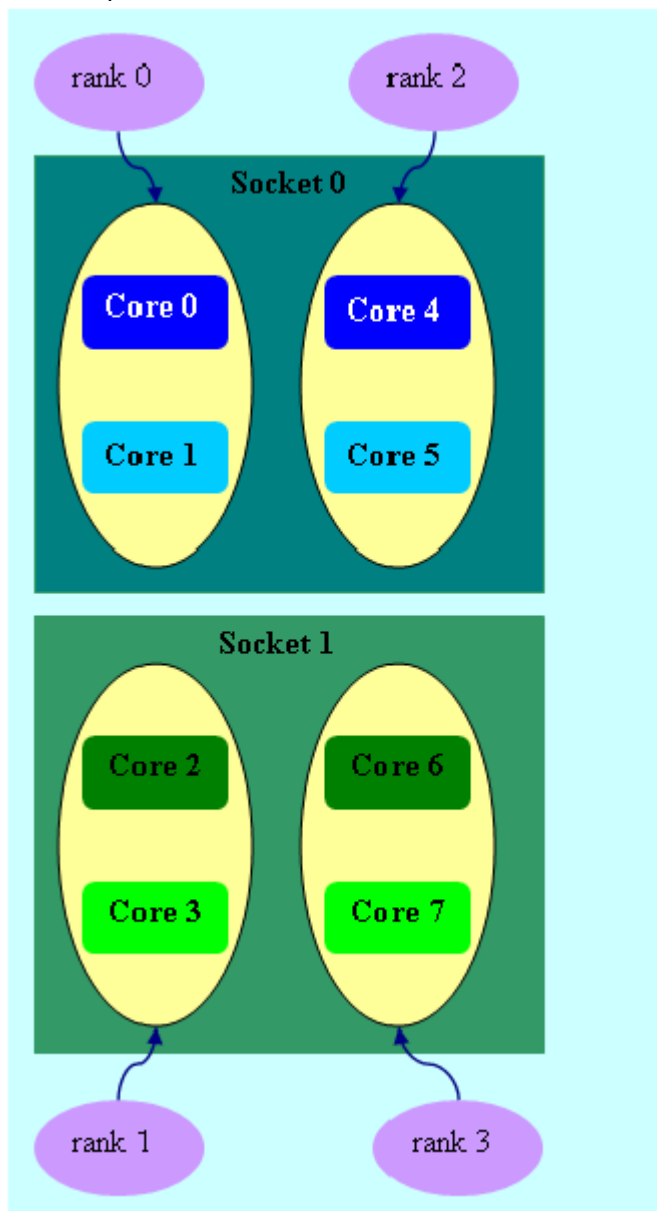 rank 0
rank 2
Socket 0
Core 0
Core 4
Core 1
Core 5
Socket 1
Core 2
Core 6
Core 3
Core 7
rank 1
rank 3